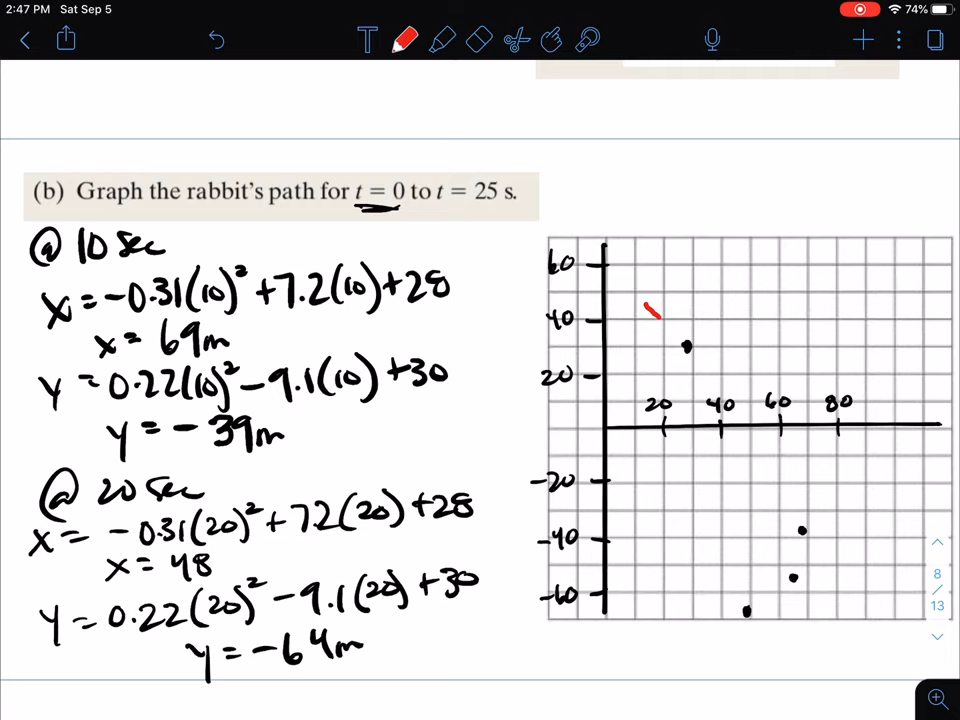 2:47 PM Sat Sep 5
74%
T
(b) Graph the rabbit's path for t = 0 to t = 25 s.
@ 10 sec
x = -0.31(10)² + 7.2(10) + 28
x = 69m
y = 0.22(10)² - 9.1(10) + 30
y = -39m
@ 20 sec
x = -0.31(20)² + 7.2(20) + 28
x = 48
y = 0.22(20)² - 9.1(20) + 30
y = -64m
60
40
20
20 40 60 80
-20
-40
-60
8
/
13